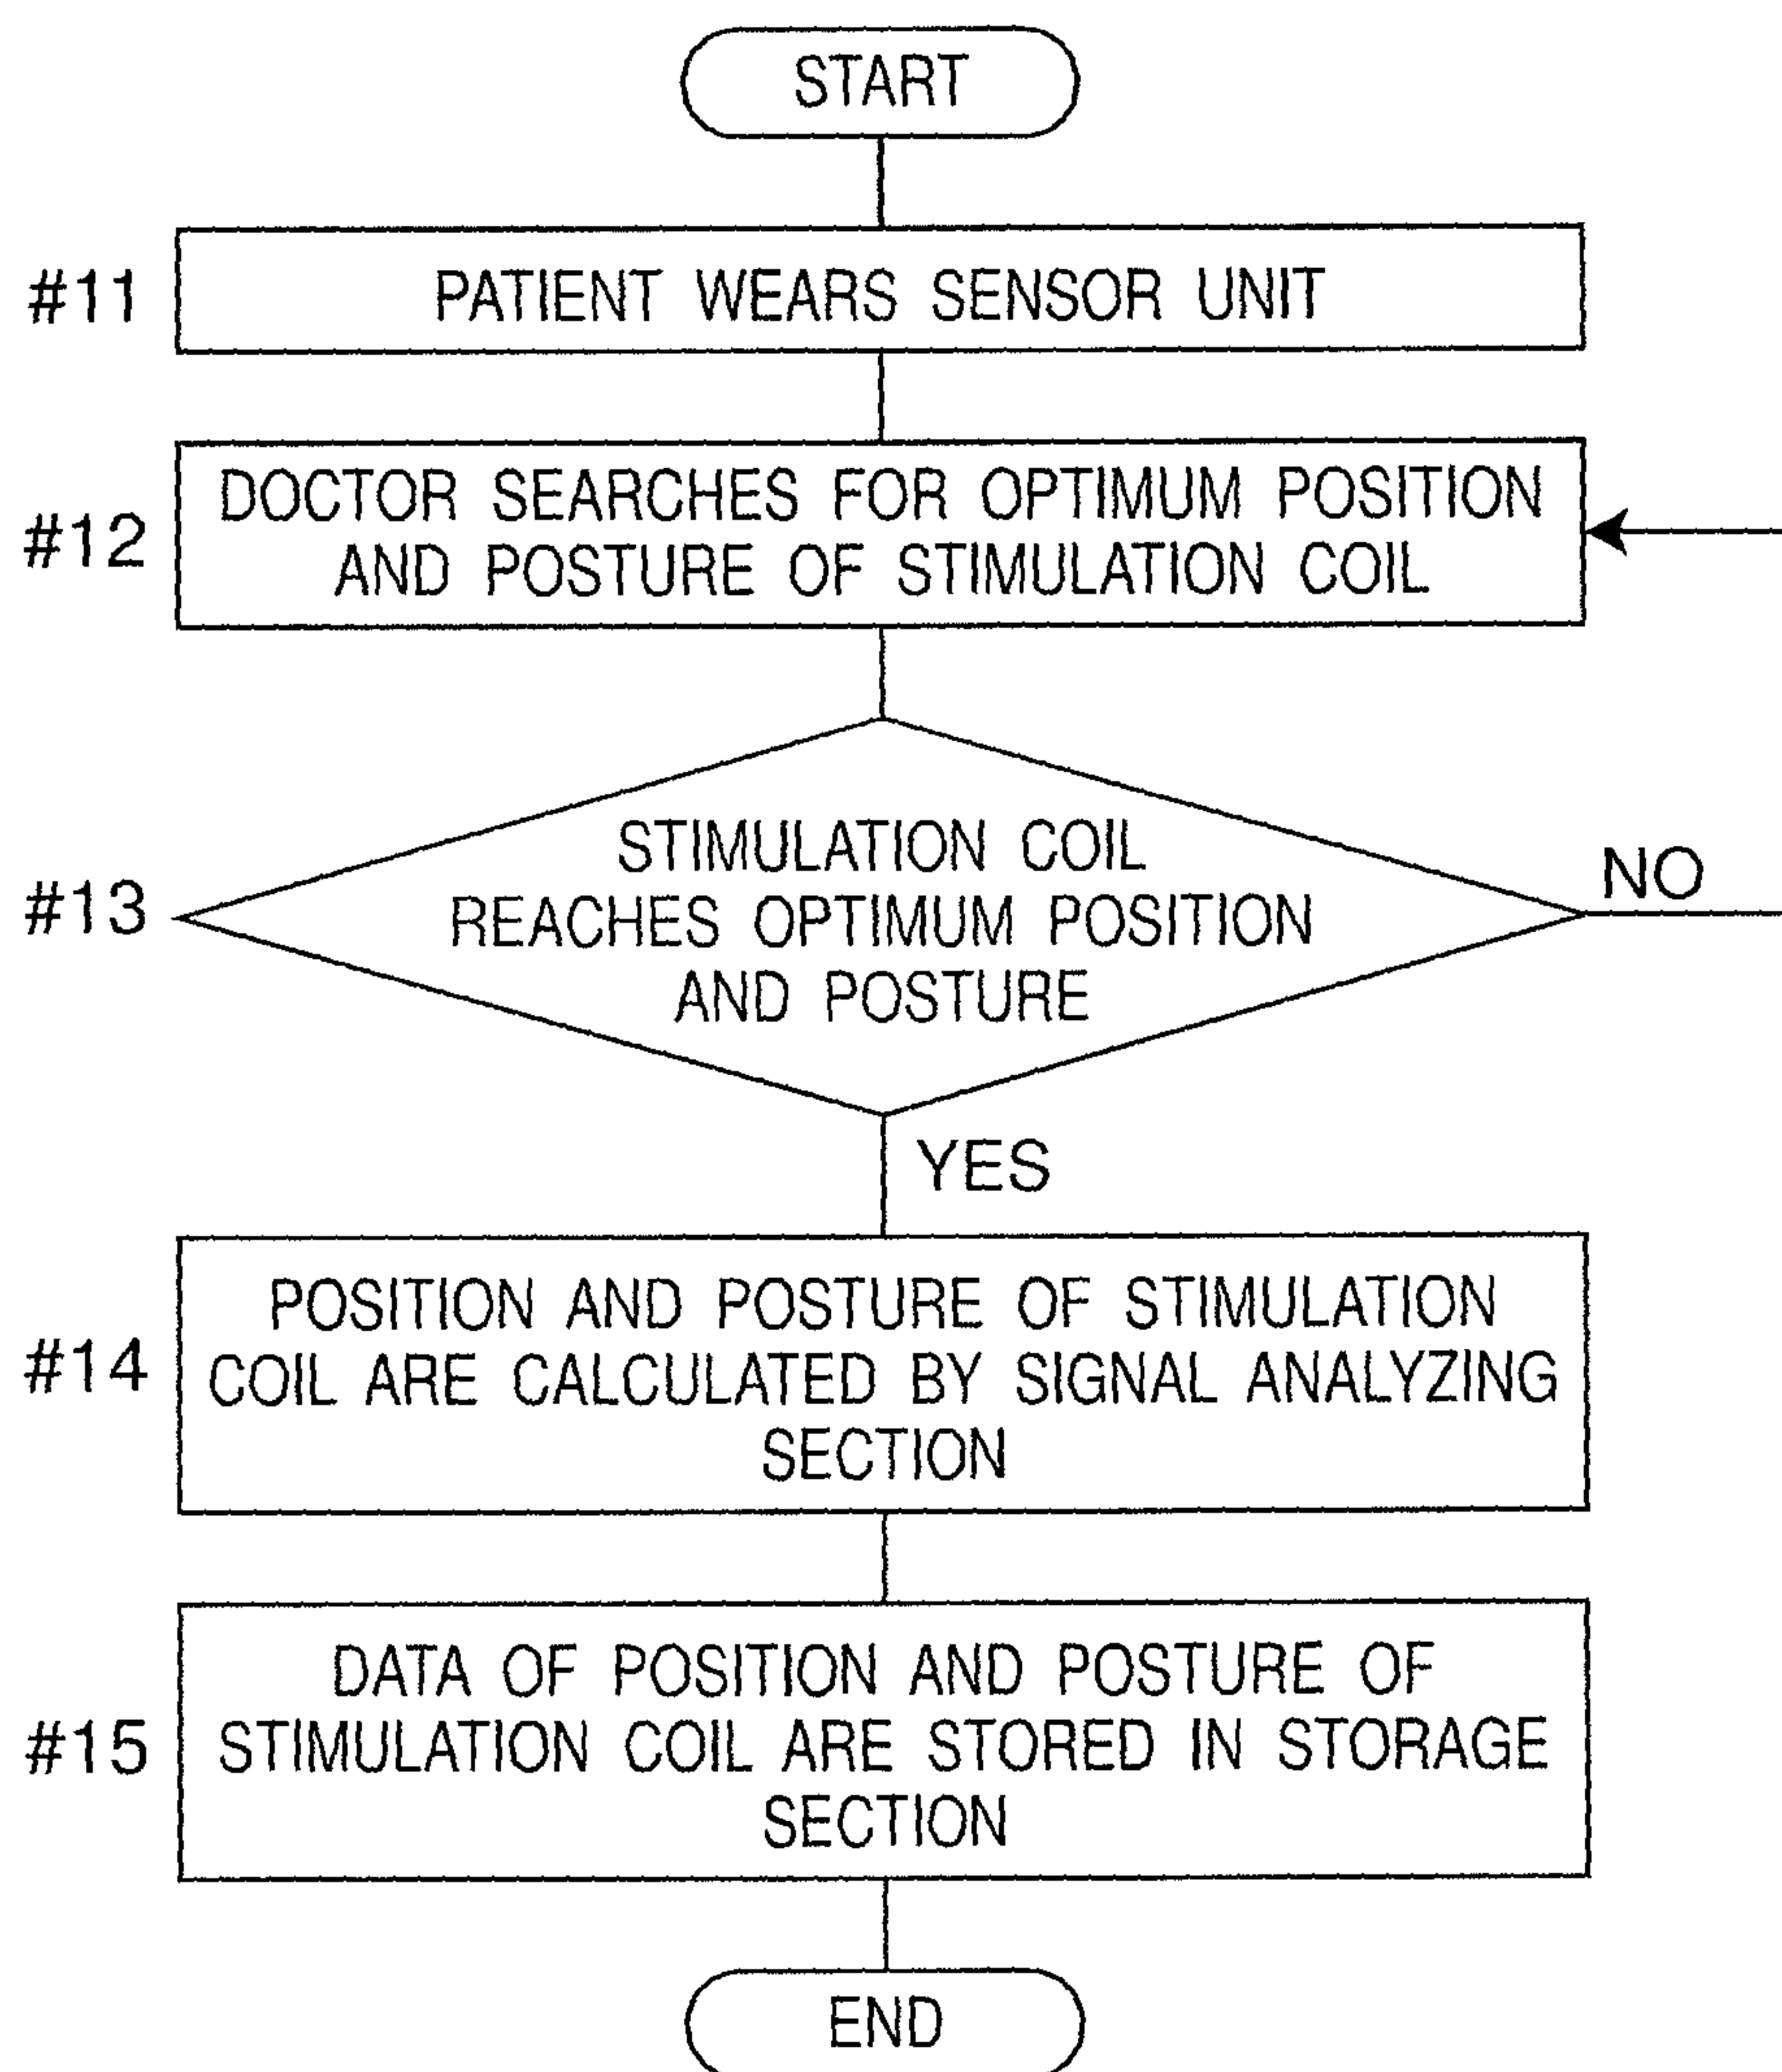 START
#11
PATIENT WEARS SENSOR UNIT
#12
DOCTOR SEARCHES FOR OPTIMUM POSITION
AND POSTURE OF STIMULATION COIL
#13
STIMULATION COIL
REACHES OPTIMUM POSITION
AND POSTURE
NO
YES
#14
POSITION AND POSTURE OF STIMULATION
COIL ARE CALCULATED BY SIGNAL ANALYZING
SECTION
#15
DATA OF POSITION AND POSTURE OF
STIMULATION COIL ARE STORED IN STORAGE
SECTION
END